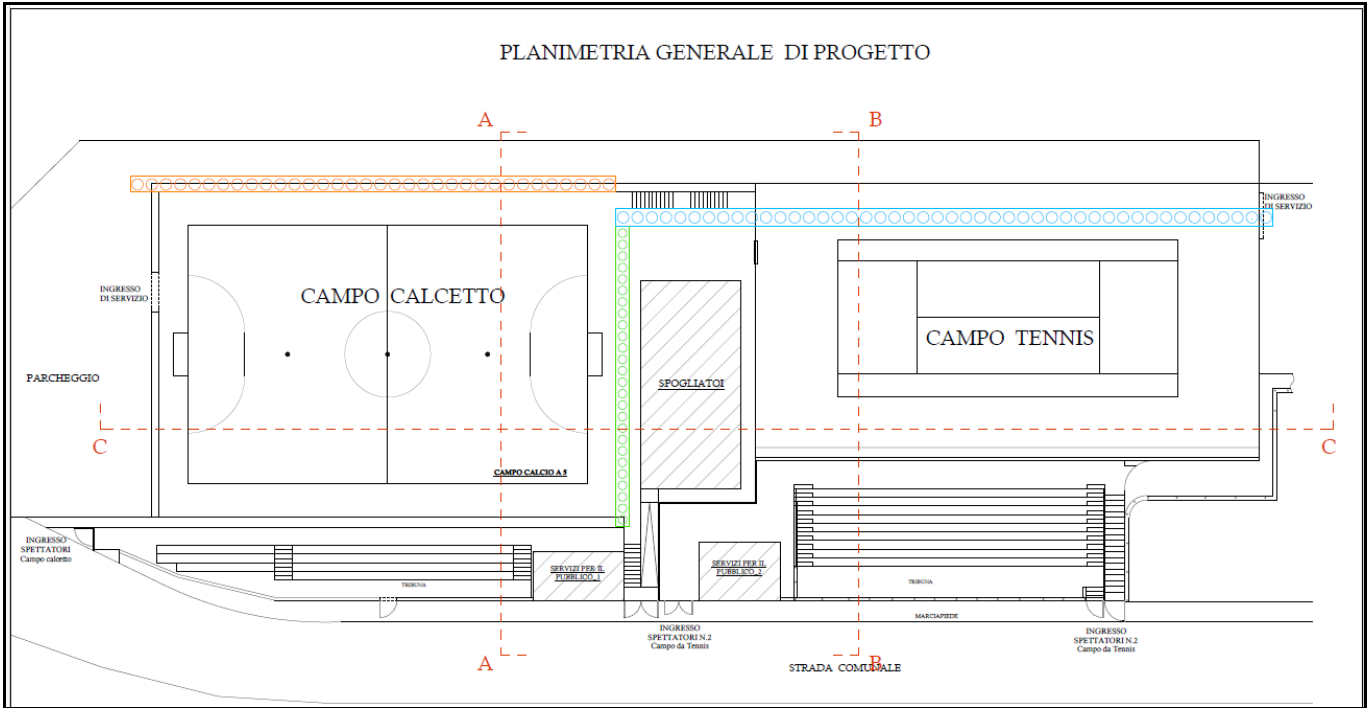 PLANIMETRIA GENERALE DI PROGETTO
A
B
INGRESSO
DI SERVIZIO
INGRESSO
DI SERVIZIO
CAMPO CALCETTO
CAMPO TENNIS
PARCHEGGIO
SPOGLIATOI
C
C
CAMPO CALCIO A 5
INGRESSO
SPETTATORI
Campo calcetto
SERVIZI PER IL
PUBBLICO_1
SERVIZI PER IL
PUBBLICO_2
TRIBUNA
TRIBUNA
MARCIAPIEDE
INGRESSO
SPETTATORI N.2
Campo da Tennis
INGRESSO
SPETTATORI N.2
Campo da Tennis
A
B
STRADA COMUNALE